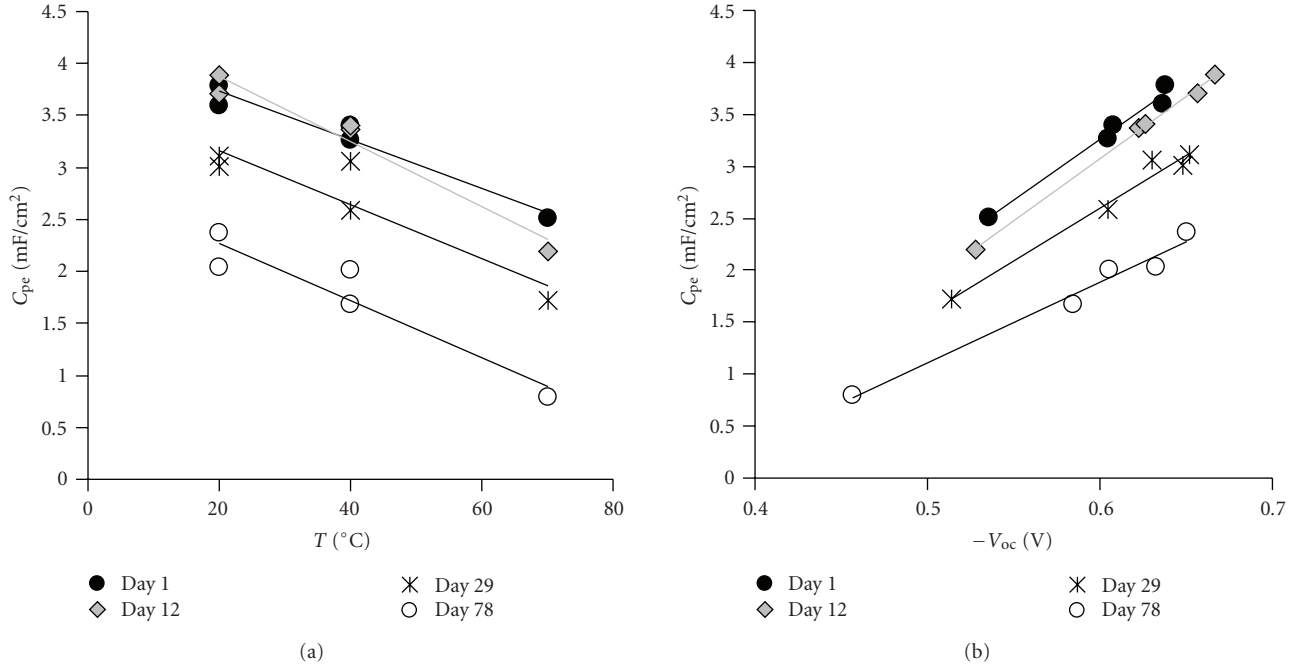 4.5
4
3.5
3
2.5
2
1.5
1
0.5
0
C_pe (mF/cm²)
0 20 40 60 80
T (°C)
Day 1
Day 12
Day 29
Day 78
(a)
4.5
4
3.5
3
2.5
2
1.5
1
0.5
0
C_pe (mF/cm²)
0.4 0.5 0.6 0.7
−V_oc (V)
Day 1
Day 12
Day 29
Day 78
(b)